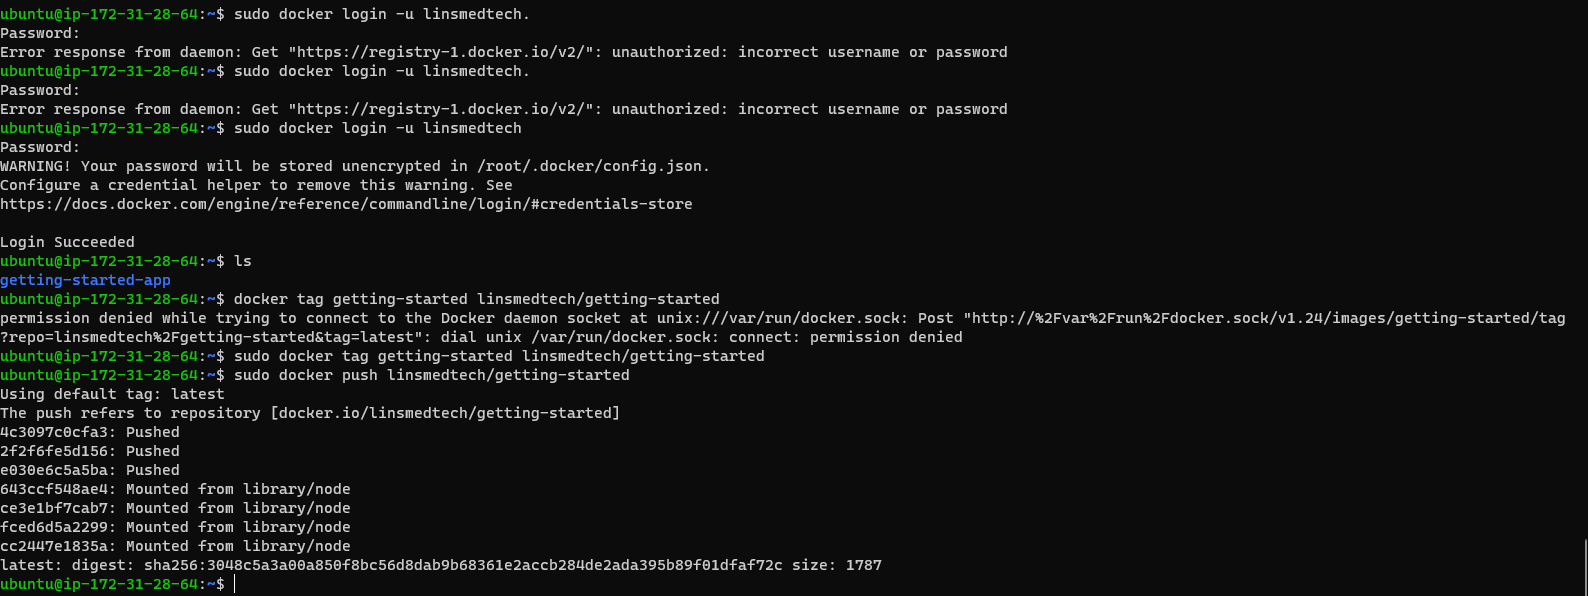 ubuntu@ip-172-31-28-64:~$ sudo docker login -u linsmedtech.
Password:
Error response from daemon: Get "https://registry-1.docker.io/v2/": unauthorized: incorrect username or password
ubuntu@ip-172-31-28-64:~$ sudo docker login -u linsmedtech.
Password:
Error response from daemon: Get "https://registry-1.docker.io/v2/": unauthorized: incorrect username or password
ubuntu@ip-172-31-28-64:~$ sudo docker login -u linsmedtech
Password:
WARNING! Your password will be stored unencrypted in /root/.docker/config.json.
Configure a credential helper to remove this warning. See
https://docs.docker.com/engine/reference/commandline/login/#credentials-store
Login Succeeded
ubuntu@ip-172-31-28-64:~$ ls
getting-started-app
ubuntu@ip-172-31-28-64:~$ docker tag getting-started linsmedtech/getting-started
permission denied while trying to connect to the Docker daemon socket at unix:///var/run/docker.sock: Post "http://%2Fvar%2Frun%2Fdocker.sock/v1.24/images/getting-started/tag
?repo=linsmedtech%2Fgetting-started&tag=latest": dial unix /var/run/docker.sock: connect: permission denied
ubuntu@ip-172-31-28-64:~$ sudo docker tag getting-started linsmedtech/getting-started
ubuntu@ip-172-31-28-64:~$ sudo docker push linsmedtech/getting-started
Using default tag: latest
The push refers to repository [docker.io/linsmedtech/getting-started]
4c3097c0cfa3: Pushed
2f2f6fe5d156: Pushed
e030e6c5a5ba: Pushed
643ccf548ae4: Mounted from library/node
ce3e1bf7cab7: Mounted from library/node
fced6d5a2299: Mounted from library/node
cc2447e1835a: Mounted from library/node
latest: digest: sha256:3048c5a3a00a850f8bc56d8dab9b68361e2accb284de2ada395b89f01dfaf72c size: 1787
ubuntu@ip-172-31-28-64:~$